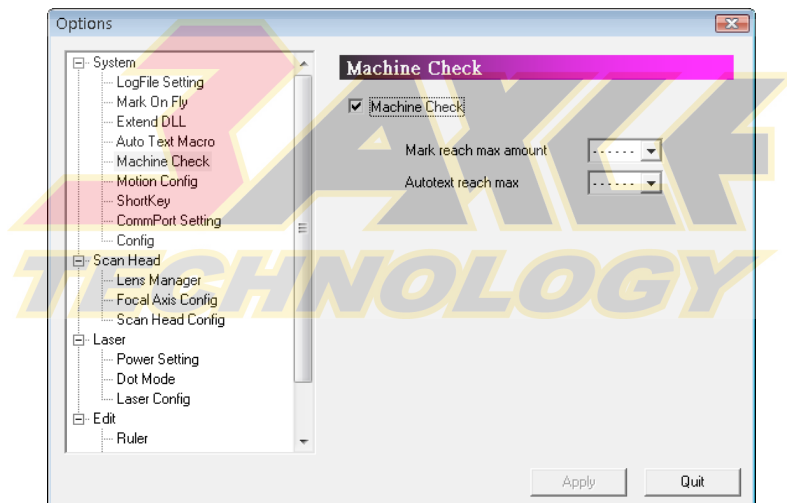 Options
System
LogFile Setting
Mark On Fly
Extend DLL
Auto Text Macro
Machine Check
Motion Config
ShortKey
CommPort Setting
Config
Scan Head
Lens Manager
Focal Axis Config
Scan Head Config
Laser
Power Setting
Dot Mode
Laser Config
Edit
Ruler
Machine Check
Machine Check
Mark reach max amount
------
Autotext reach max
------
Apply
Quit
TECHNOLOGY